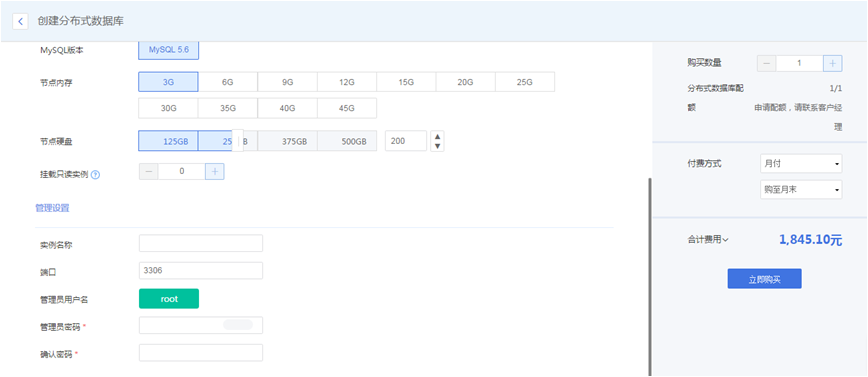 创建分布式数据库
MySQL版本
MySQL 5.6
节点内存
3G 6G 9G 12G 15G 20G 25G
30G 35G 40G 45G
节点硬盘
125GB 25 B 375GB 500GB 200
挂载只读实例 ? − 0 +
管理设置
实例名称
端口
3306
管理员用户名
root
管理员密码 *
确认密码 *
购买数量 − 1 +
分布式数据库配 1/1
额 申请配额，请联系客户经
理
付费方式 月付
购至月末
合计费用 1,845.10元
立即购买